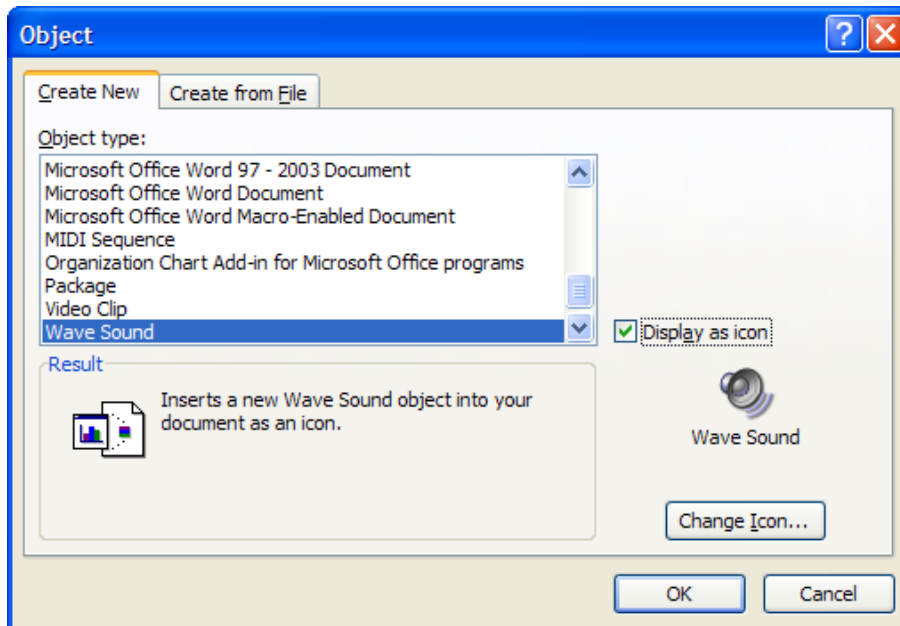 Object
Create New
Create from File
Object type:
Microsoft Office Word 97 - 2003 Document
Microsoft Office Word Document
Microsoft Office Word Macro-Enabled Document
MIDI Sequence
Organization Chart Add-in for Microsoft Office programs
Package
Video Clip
Wave Sound
Display as icon
Result
Inserts a new Wave Sound object into your
document as an icon.
Wave Sound
Change Icon...
OK
Cancel